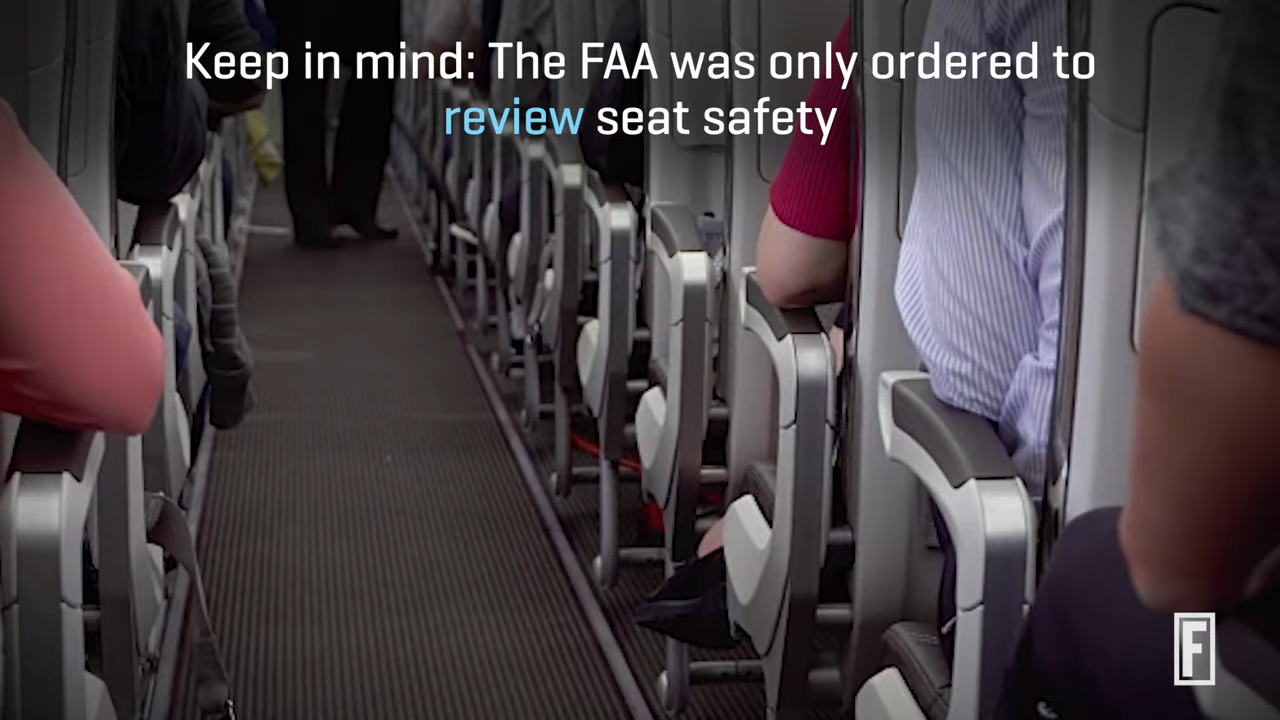 Keep in mind: The FAA was only ordered to
review seat safety
F